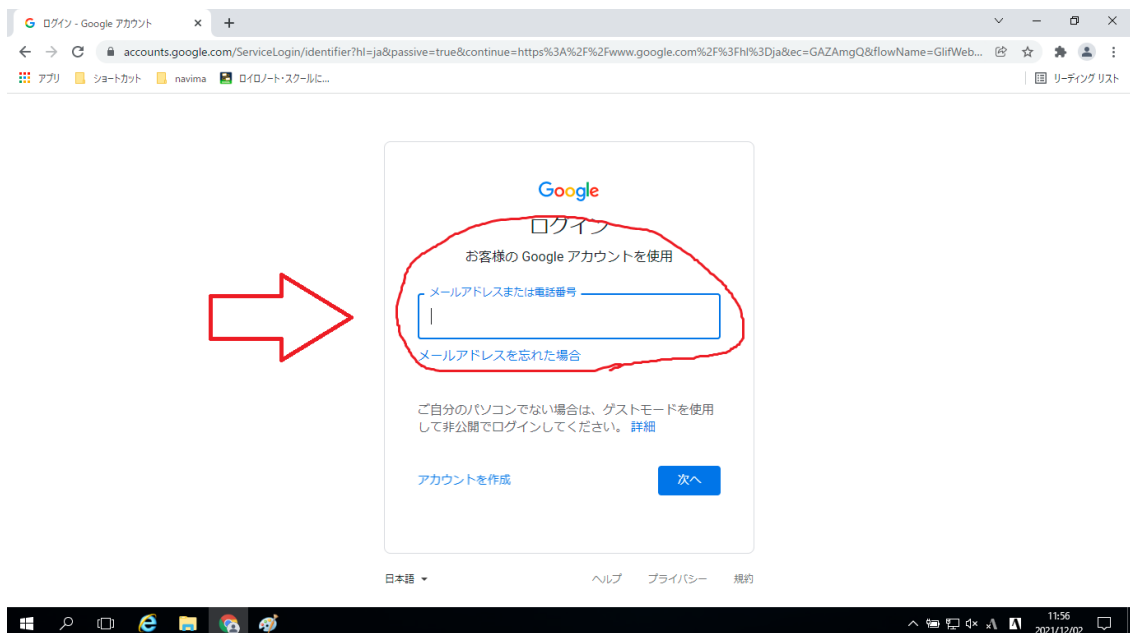 ログイン - Google アカウント
accounts.google.com/ServiceLogin/identifier?hl=ja&passive=true&continue=https%3A%2F%2Fwww.google.com%2F%3Fhl%3Dja&ec=GAZAmgQ&flowName=GlifWeb...
アプリ ショートカット navima ロイロノート・スクールに... リーディング リスト
Google
ログイン
お客様の Google アカウントを使用
メールアドレスまたは電話番号
メールアドレスを忘れた場合
ご自分のパソコンでない場合は、ゲストモードを使用
して非公開でログインしてください。 詳細
アカウントを作成 次へ
日本語 ヘルプ プライバシー 規約
11:56
2021/12/02